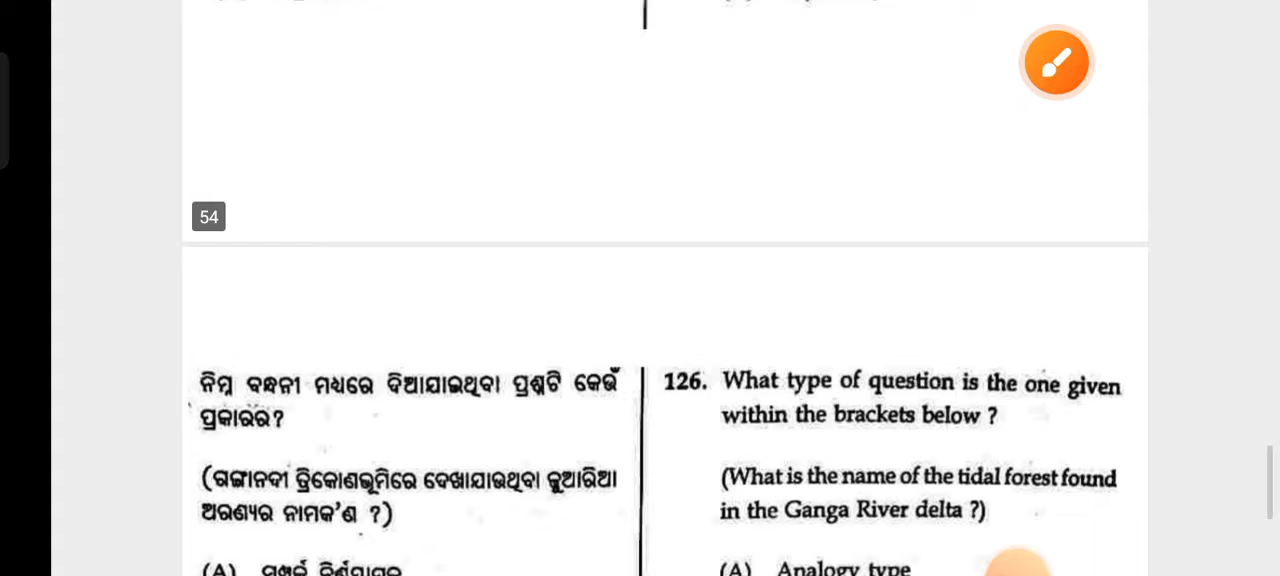 54
ନିମ୍ନ ବନ୍ଧନୀ ମଧ୍ୟରେ ଦିଆଯାଇଥିବା ପ୍ରଶ୍ନଟି କେଉଁ
ପ୍ରକାରର?
(ଗଙ୍ଗାନଦୀ ତ୍ରିକୋଣଭୂମିରେ ଦେଖାଯାଉଥିବା ଜୁଆରିଆ
ଅରଣ୍ୟର ନାମକ'ଣ ?)
(A)
126. What type of question is the one given
within the brackets below ?
(What is the name of the tidal forest found
in the Ganga River delta ?)
(A) Analogy type